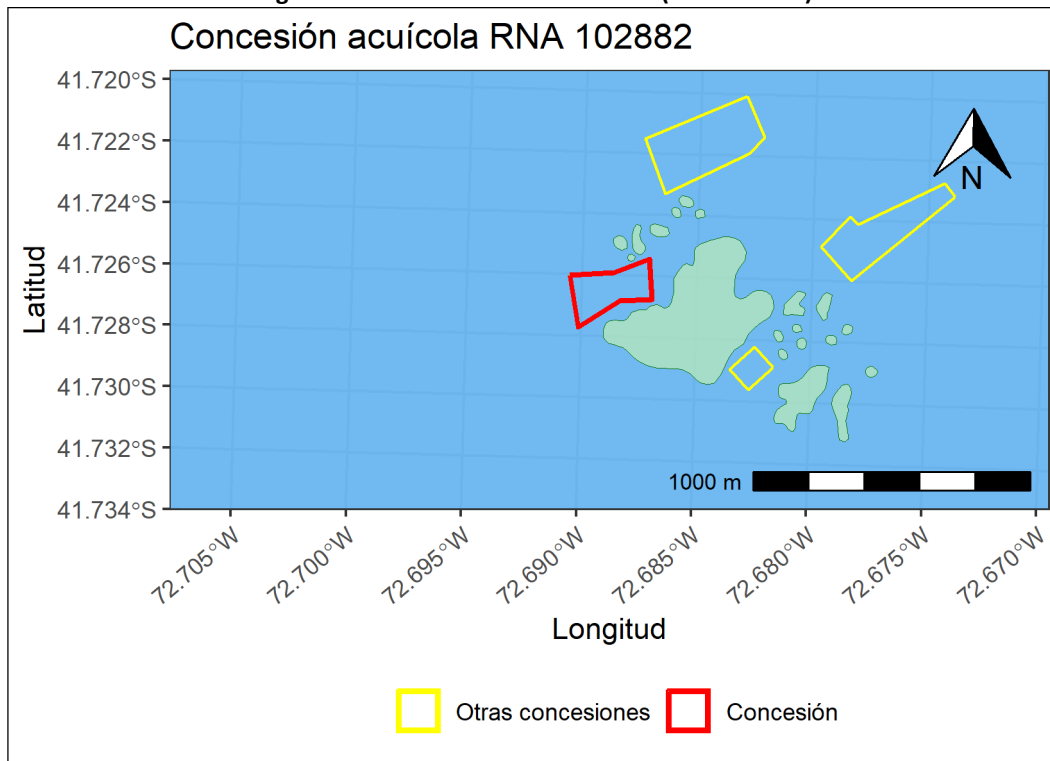 Concesión acuícola RNA 102882
41.720°S
41.722°S
41.724°S
41.726°S
41.728°S
41.730°S
41.732°S
41.734°S
Latitud
N
1000 m
72.705°W
72.700°W
72.695°W
72.690°W
72.685°W
72.680°W
72.675°W
72.670°W
Longitud
Otras concesiones
Concesión